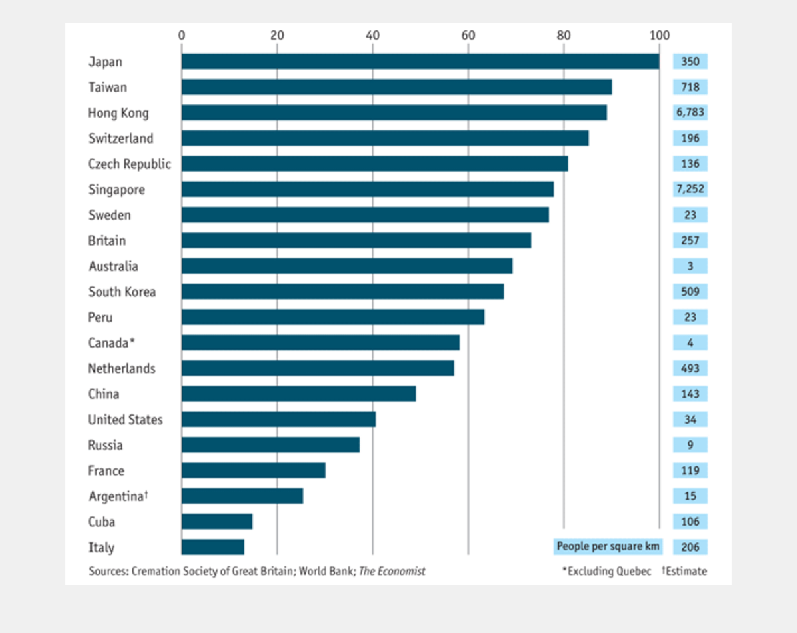 0 20 40 60 80 100
Japan 350
Taiwan 718
Hong Kong 6,783
Switzerland 196
Czech Republic 136
Singapore 7,252
Sweden 23
Britain 257
Australia 3
South Korea 509
Peru 23
Canada* 4
Netherlands 493
China 143
United States 34
Russia 9
France 119
Argentina† 15
Cuba 106
Italy People per square km 206
Sources: Cremation Society of Great Britain; World Bank; The Economist *Excluding Quebec †Estimate